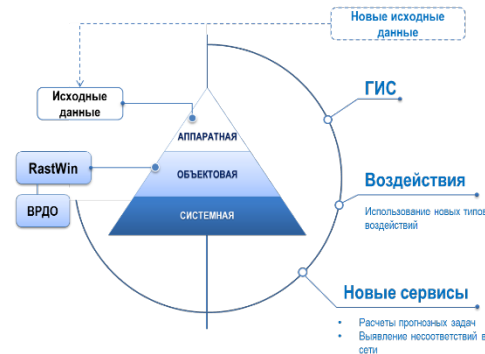 Новые исходные
данные
ГИС
Исходные
данные
АППАРАТНАЯ
RastWin
ОБЪЕКТОВАЯ
Воздействия
ВРДО
Использование новых типов
воздействий
СИСТЕМНАЯ
Новые сервисы
• Расчеты прогнозных задач
• Выявление несоответствий в
сети